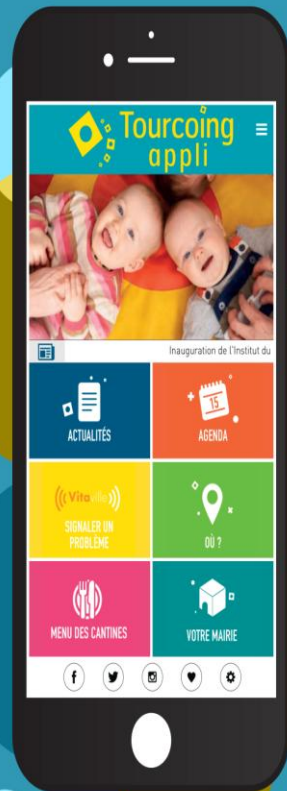 Tourcoing
appli
Inauguration de l'Institut du
ACTUALITÉS
15
AGENDA
((( Vitaville )))
SIGNALER UN
PROBLÈME
OÙ ?
MENU DES CANTINES
VOTRE MAIRIE